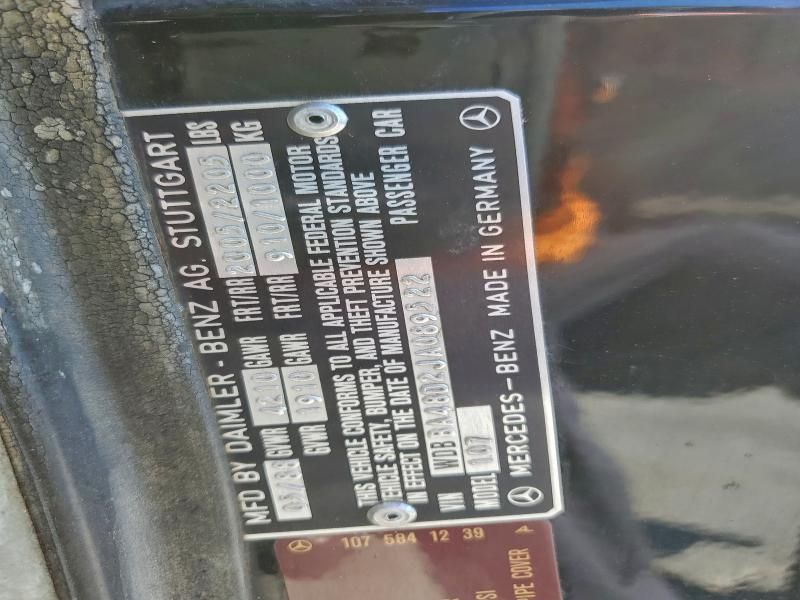 MFD BY DAIMLER - BENZ AG. STUTTGART
GVWR 4210 GAWR FRT/RR 2005/2205 LBS
GVWR 1910 GAWR FRT/RR 910/1000 KG
THIS VEHICLE CONFORMS TO ALL APPLICABLE FEDERAL MOTOR
VEHICLE SAFETY, BUMPER, AND THEFT PREVENTION STANDARDS
IN EFFECT ON THE DATE OF MANUFACTURE SHOWN ABOVE
PASSENGER CAR
VIN
MODEL 107
MERCEDES-BENZ MADE IN GERMANY
107 584 12 39
PIPE COVER